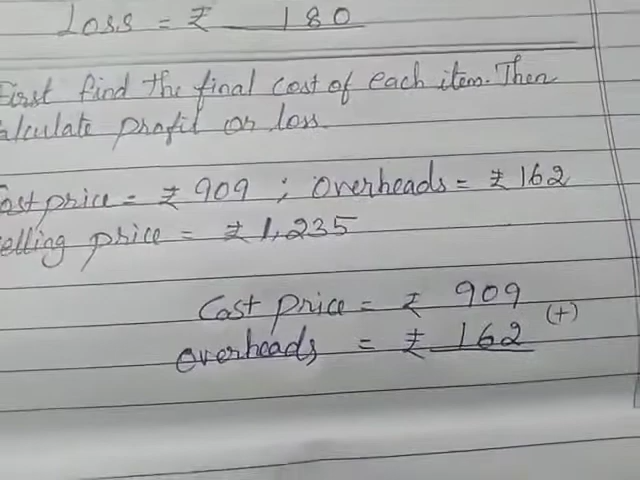 Loss = ₹ 180
First find the final cost of each item. Then
alculate profit or loss
ost price = ₹ 909 ; Overheads = ₹ 162
elling price = ₹ 1,235
Cost Price = ₹ 909
(+)
Overheads = ₹ 162